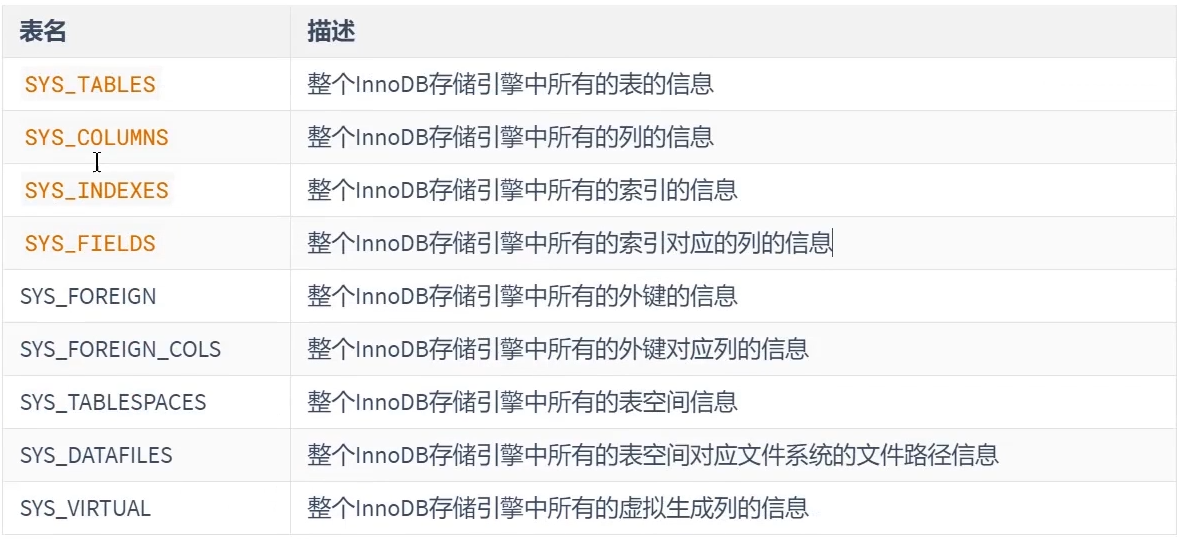 表名 描述
SYS_TABLES 整个InnoDB存储引擎中所有的表的信息
SYS_COLUMNS 整个InnoDB存储引擎中所有的列的信息
SYS_INDEXES 整个InnoDB存储引擎中所有的索引的信息
SYS_FIELDS 整个InnoDB存储引擎中所有的索引对应的列的信息
SYS_FOREIGN 整个InnoDB存储引擎中所有的外键的信息
SYS_FOREIGN_COLS 整个InnoDB存储引擎中所有的外键对应列的信息
SYS_TABLESPACES 整个InnoDB存储引擎中所有的表空间信息
SYS_DATAFILES 整个InnoDB存储引擎中所有的表空间对应文件系统的文件路径信息
SYS_VIRTUAL 整个InnoDB存储引擎中所有的虚拟生成列的信息